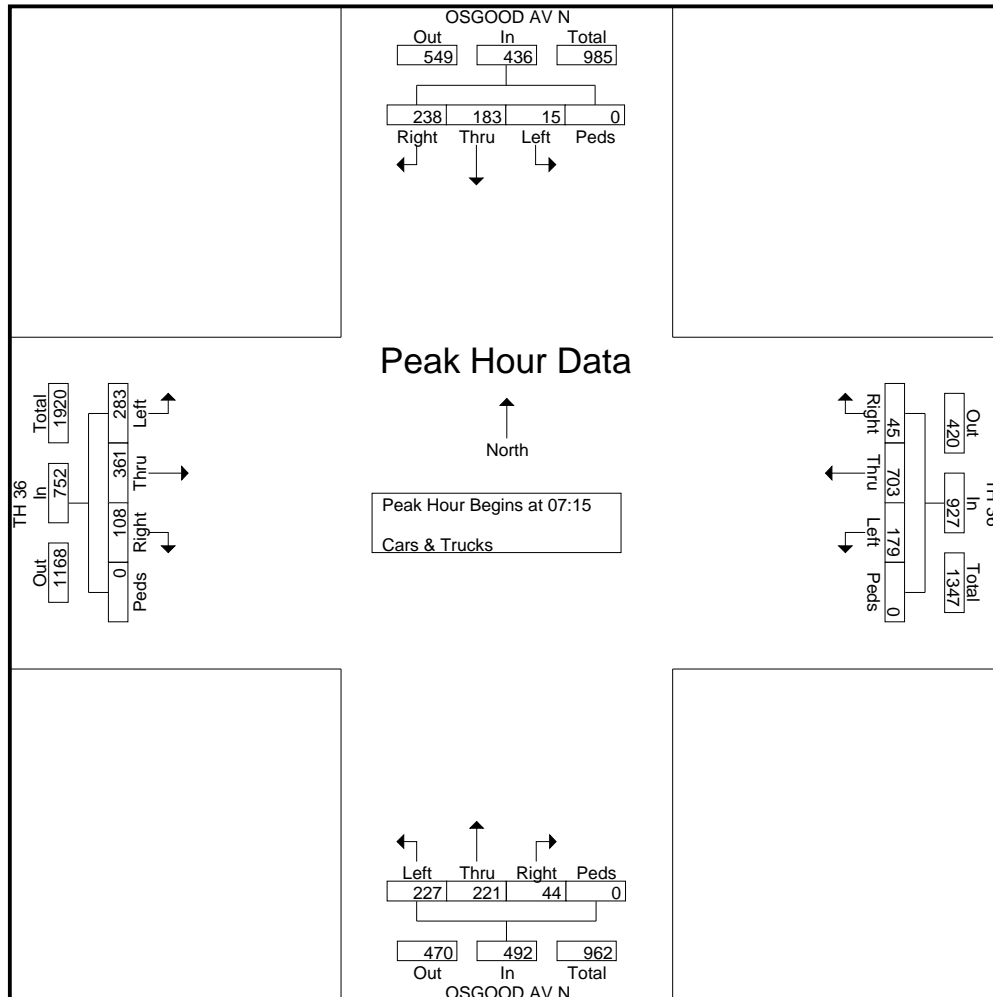 OSGOOD AV N
Out In Total
549 436 985
238 183 15 0
Right Thru Left Peds
Peak Hour Data
North
Peak Hour Begins at 07:15
Cars & Trucks
TH 36
Total In Out
1920 752 1168
283 361 108 0
Left Thru Right Peds
Right Thru Left Peds
45 703 179 0
Out In Total
420 927 1347
TH 36
Left Thru Right Peds
227 221 44 0
470 492 962
Out In Total
OSGOOD AV N